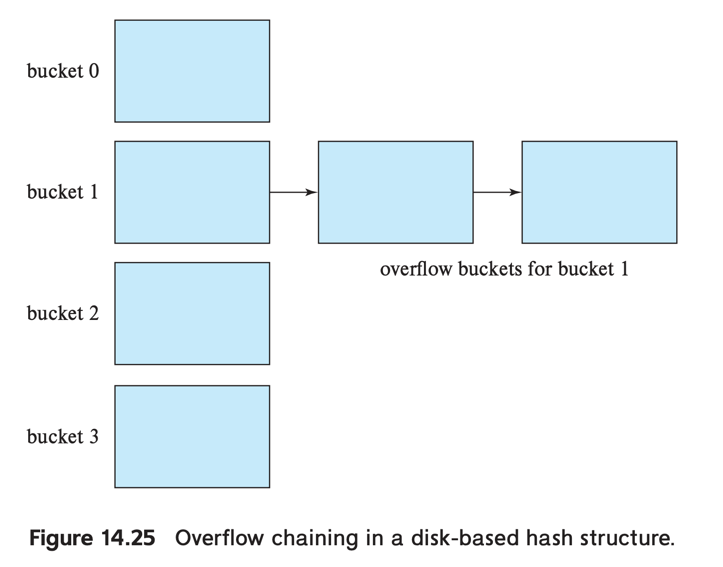 bucket 0
bucket 1
overflow buckets for bucket 1
bucket 2
bucket 3
Figure 14.25 Overflow chaining in a disk-based hash structure.